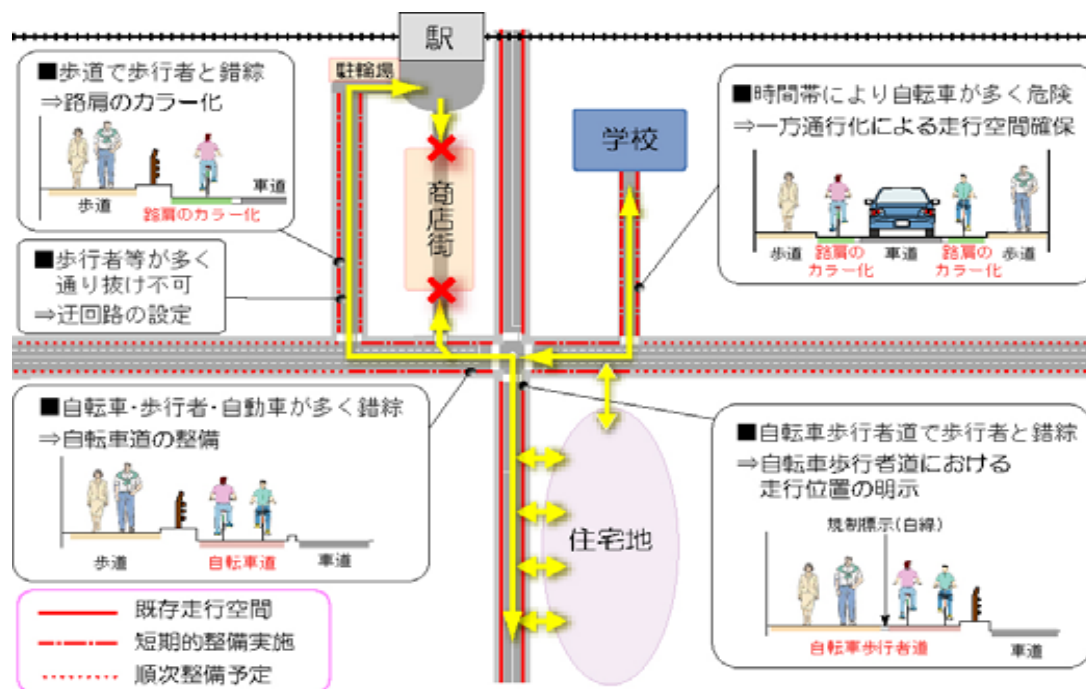 駅
駐輪場
■歩道で歩行者と錯綜
⇒路肩のカラー化
歩道
車道
路肩のカラー化
■歩行者等が多く
通り抜け不可
⇒迂回路の設定
商店街
学校
■時間帯により自転車が多く危険
⇒一方通行化による走行空間確保
歩道
路肩の
カラー化
車道
路肩の
カラー化
歩道
■自転車・歩行者・自動車が多く錯綜
⇒自転車道の整備
歩道
自転車道
車道
住宅地
■自転車歩行者道で歩行者と錯綜
⇒自転車歩行者道における
走行位置の明示
規制標示(白線)
自転車歩行者道
車道
既存走行空間
短期的整備実施
順次整備予定